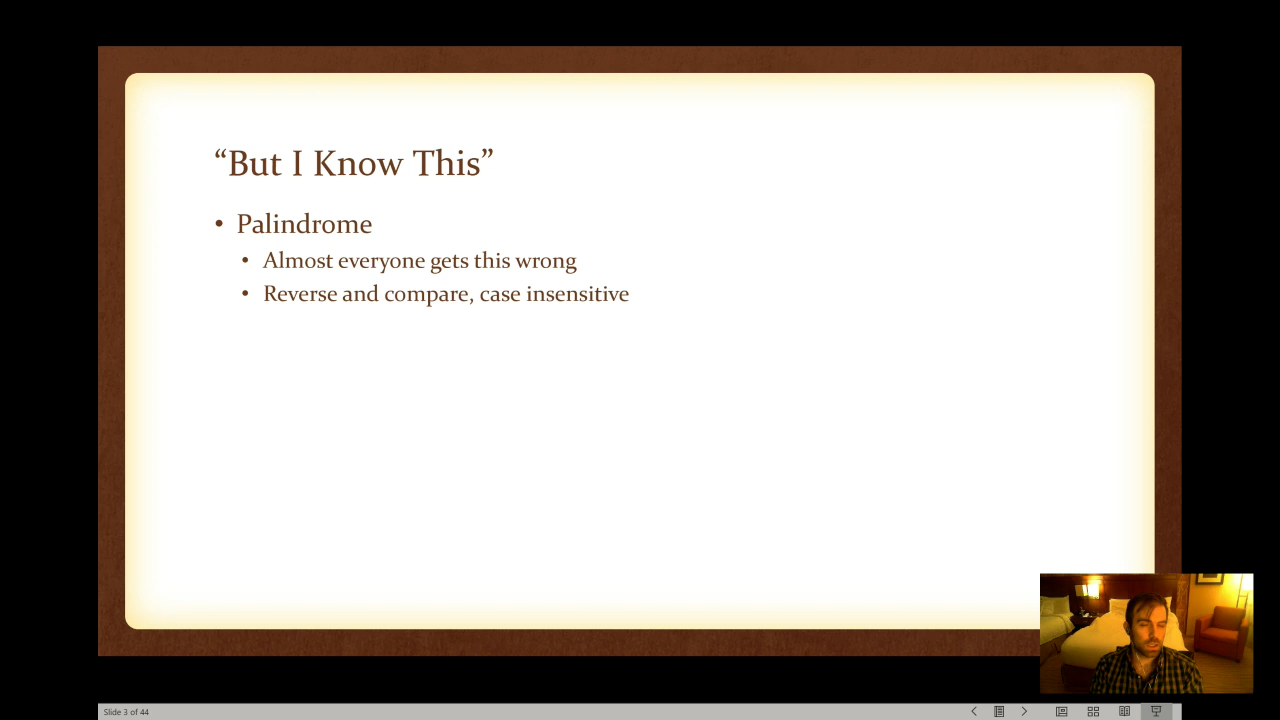 “But I Know This”
• Palindrome
• Almost everyone gets this wrong
• Reverse and compare, case insensitive
Slide 3 of 44